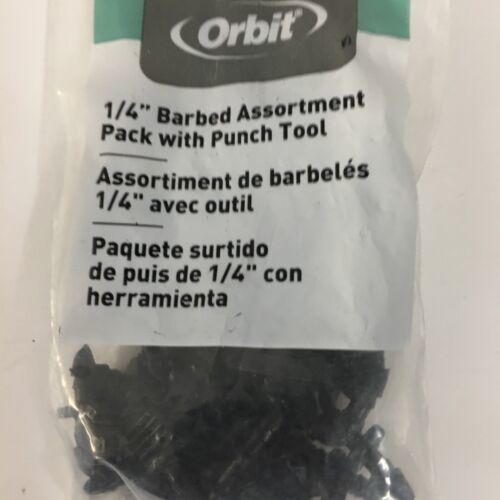 Orbit®
1/4" Barbed Assortment
Pack with Punch Tool
Assortiment de barbelés
1/4" avec outil
Paquete surtido
de puis de 1/4" con
herramienta